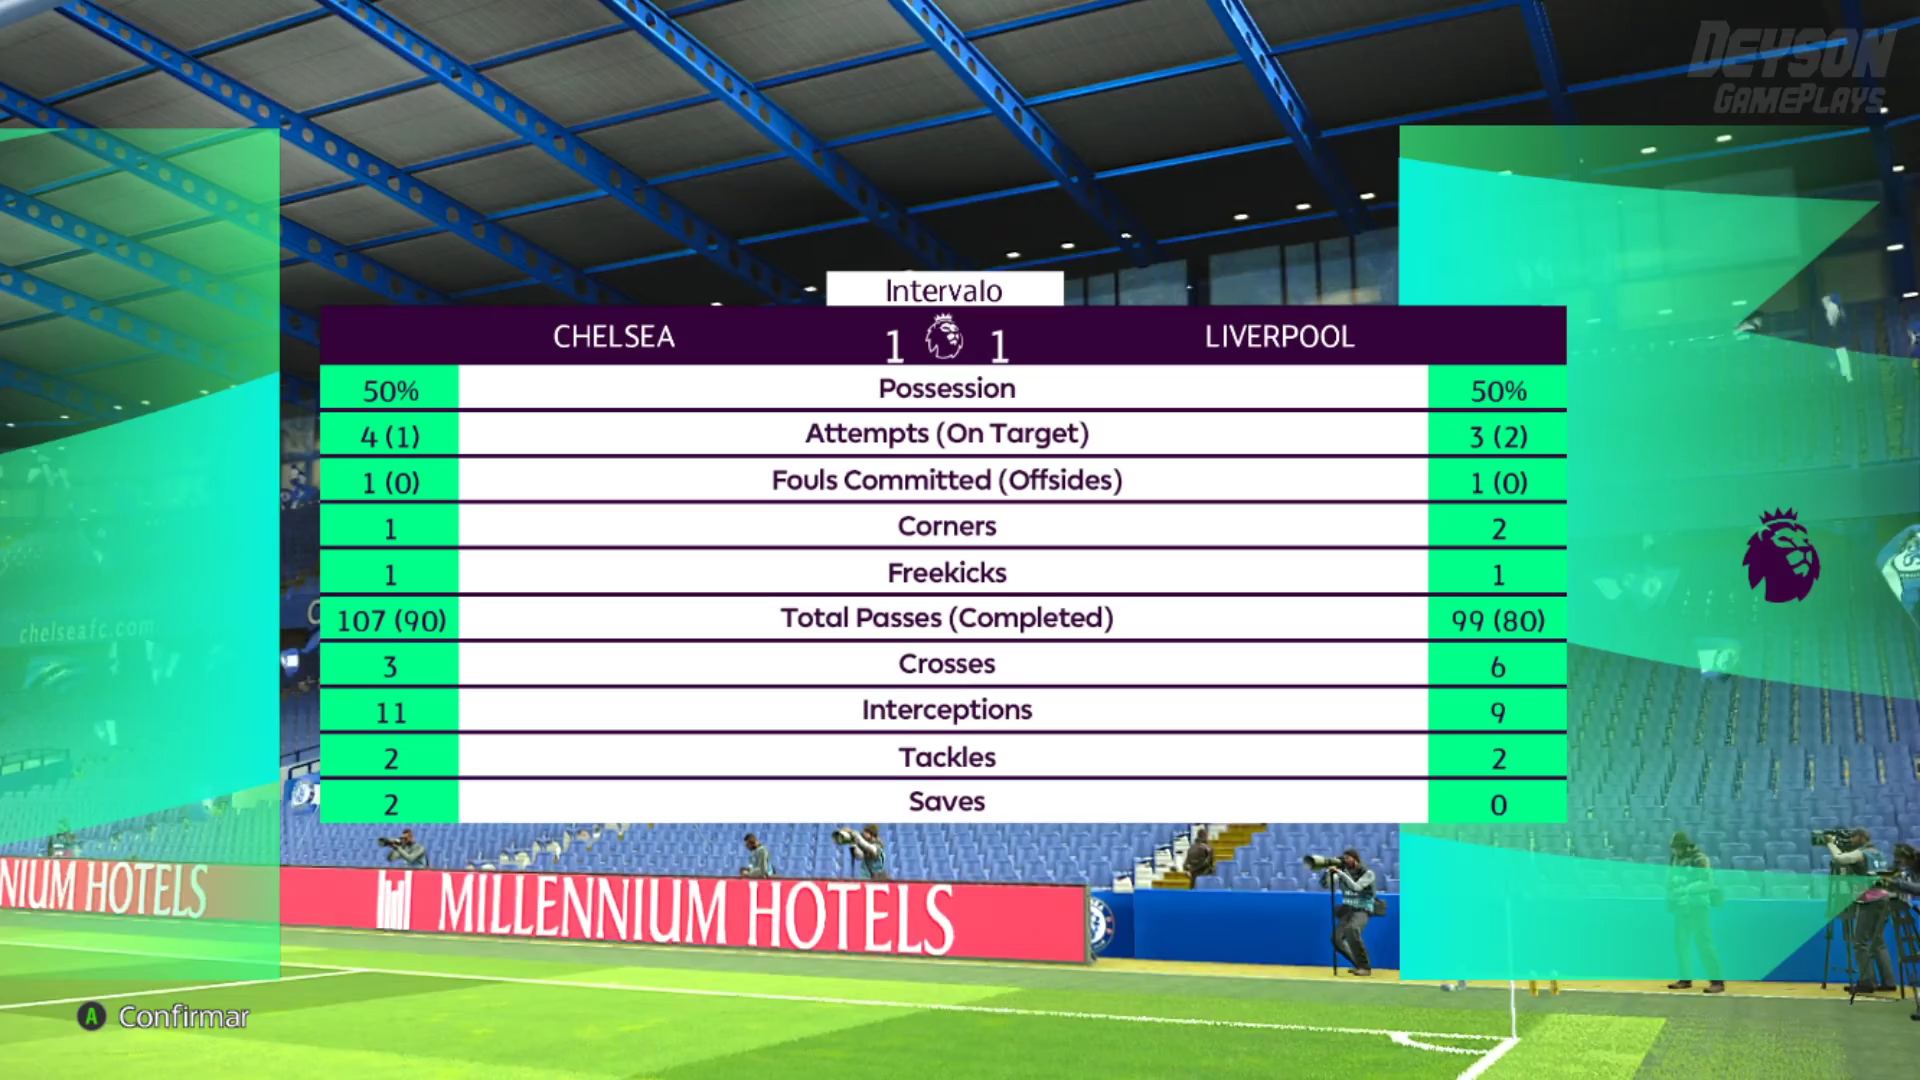 DEYSON
GAMEPLAYS
Intervalo
CHELSEA 1 1 LIVERPOOL
50% Possession 50%
4 (1) Attempts (On Target) 3 (2)
1 (0) Fouls Committed (Offsides) 1 (0)
1 Corners 2
1 Freekicks 1
107 (90) Total Passes (Completed) 99 (80)
3 Crosses 6
11 Interceptions 9
2 Tackles 2
2 Saves 0
chelseafc.com
NIUM HOTELS MILLENNIUM HOTELS
A Confirmar